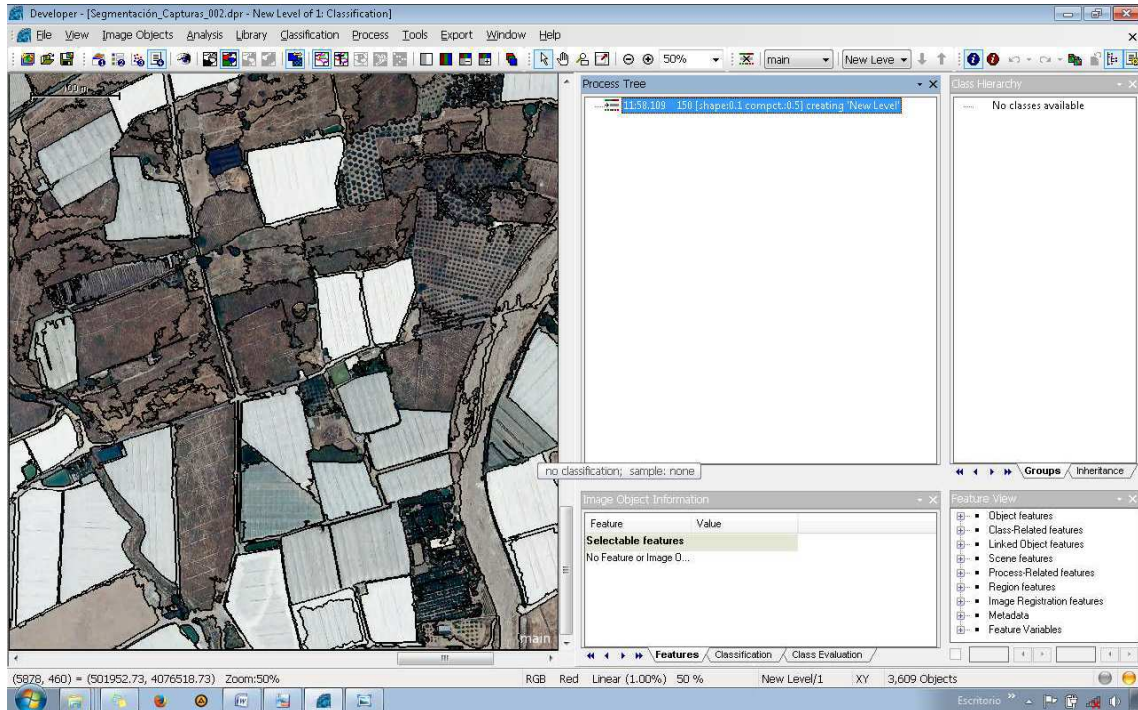 Developer - [Segmentación_Capturas_002.dpr - New Level of 1: Classification]
File View Image Objects Analysis Library Classification Process Tools Export Window Help
50% main New Leve
100 m
Process Tree
11:58.109 150 [shape:0.1 compct.:0.5] creating 'New Level'
Class Hierarchy
No classes available
no classification; sample: none
Groups Inheritance
main
Image Object Information
Feature Value
Selectable features
No Feature or Image O...
Features Classification Class Evaluation
Feature View
Object features
Class-Related features
Linked Object features
Scene features
Process-Related features
Region features
Image Registration features
Metadata
Feature Variables
(5878, 460) = (501952.73, 4076518.73) Zoom:50% RGB Red Linear (1.00%) 50 % New Level/1 XY 3,609 Objects
Escritorio